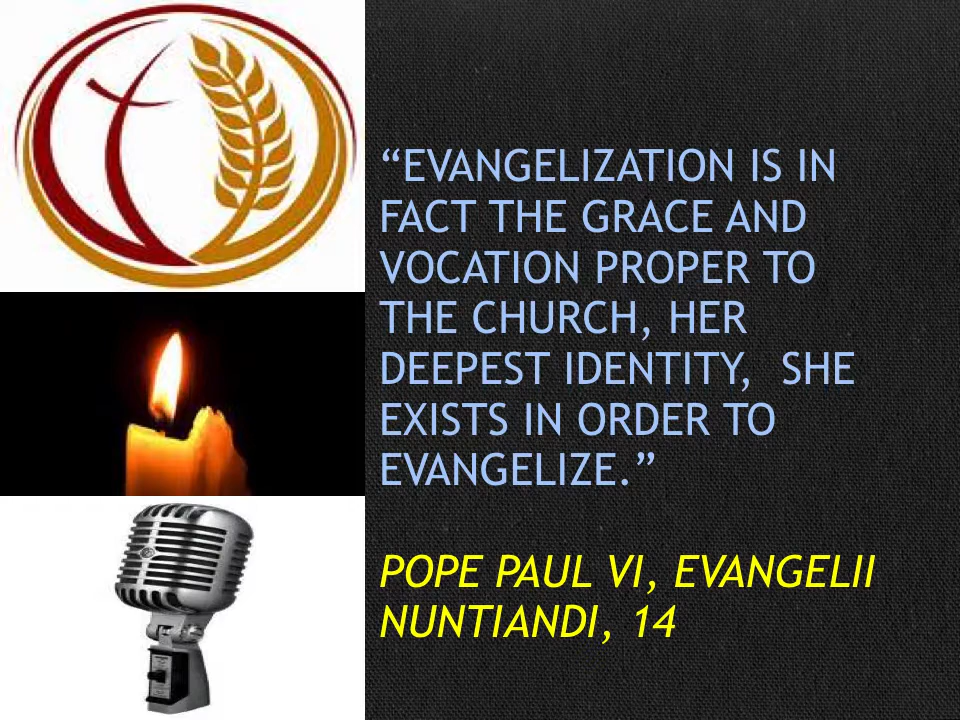 “EVANGELIZATION IS IN
FACT THE GRACE AND
VOCATION PROPER TO
THE CHURCH, HER
DEEPEST IDENTITY,  SHE
EXISTS IN ORDER TO
EVANGELIZE.”
POPE PAUL VI, EVANGELII
NUNTIANDI, 14